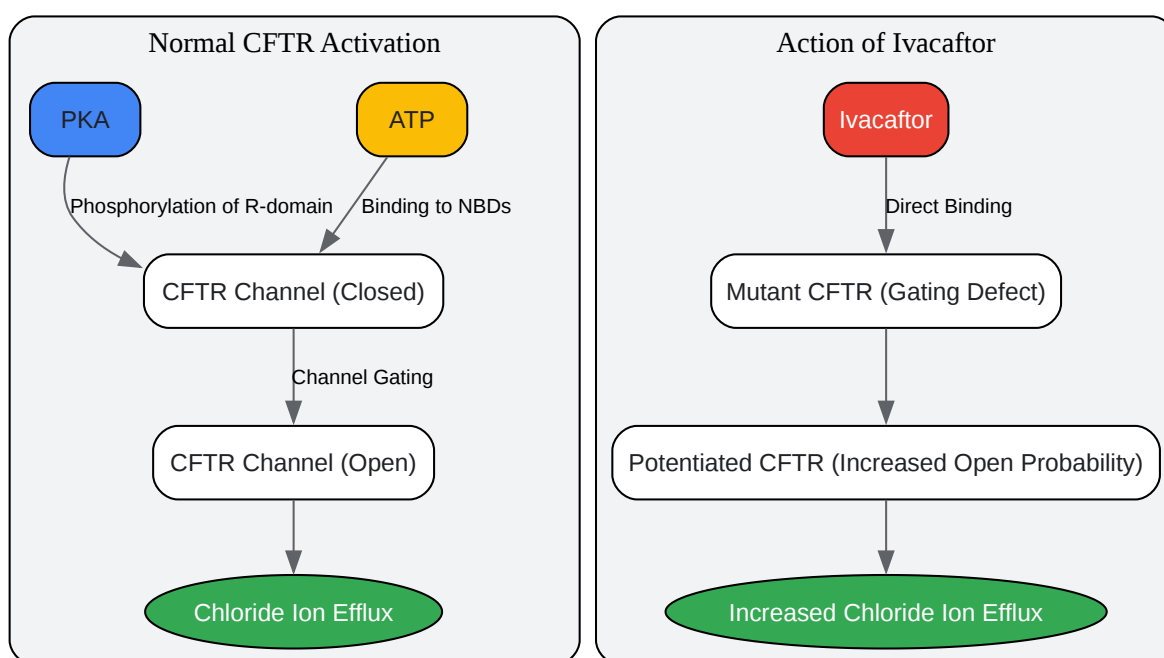 Normal CFTR Activation
PKA
ATP
Phosphorylation of R-domain
Binding to NBDs
CFTR Channel (Closed)
Channel Gating
CFTR Channel (Open)
Chloride Ion Efflux
Action of Ivacaftor
Ivacaftor
Direct Binding
Mutant CFTR (Gating Defect)
Potentiated CFTR (Increased Open Probability)
Increased Chloride Ion Efflux